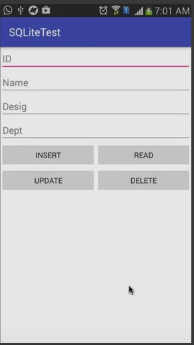 7:01 AM
SQLiteTest
ID
Name
Desig
Dept
INSERT READ
UPDATE DELETE